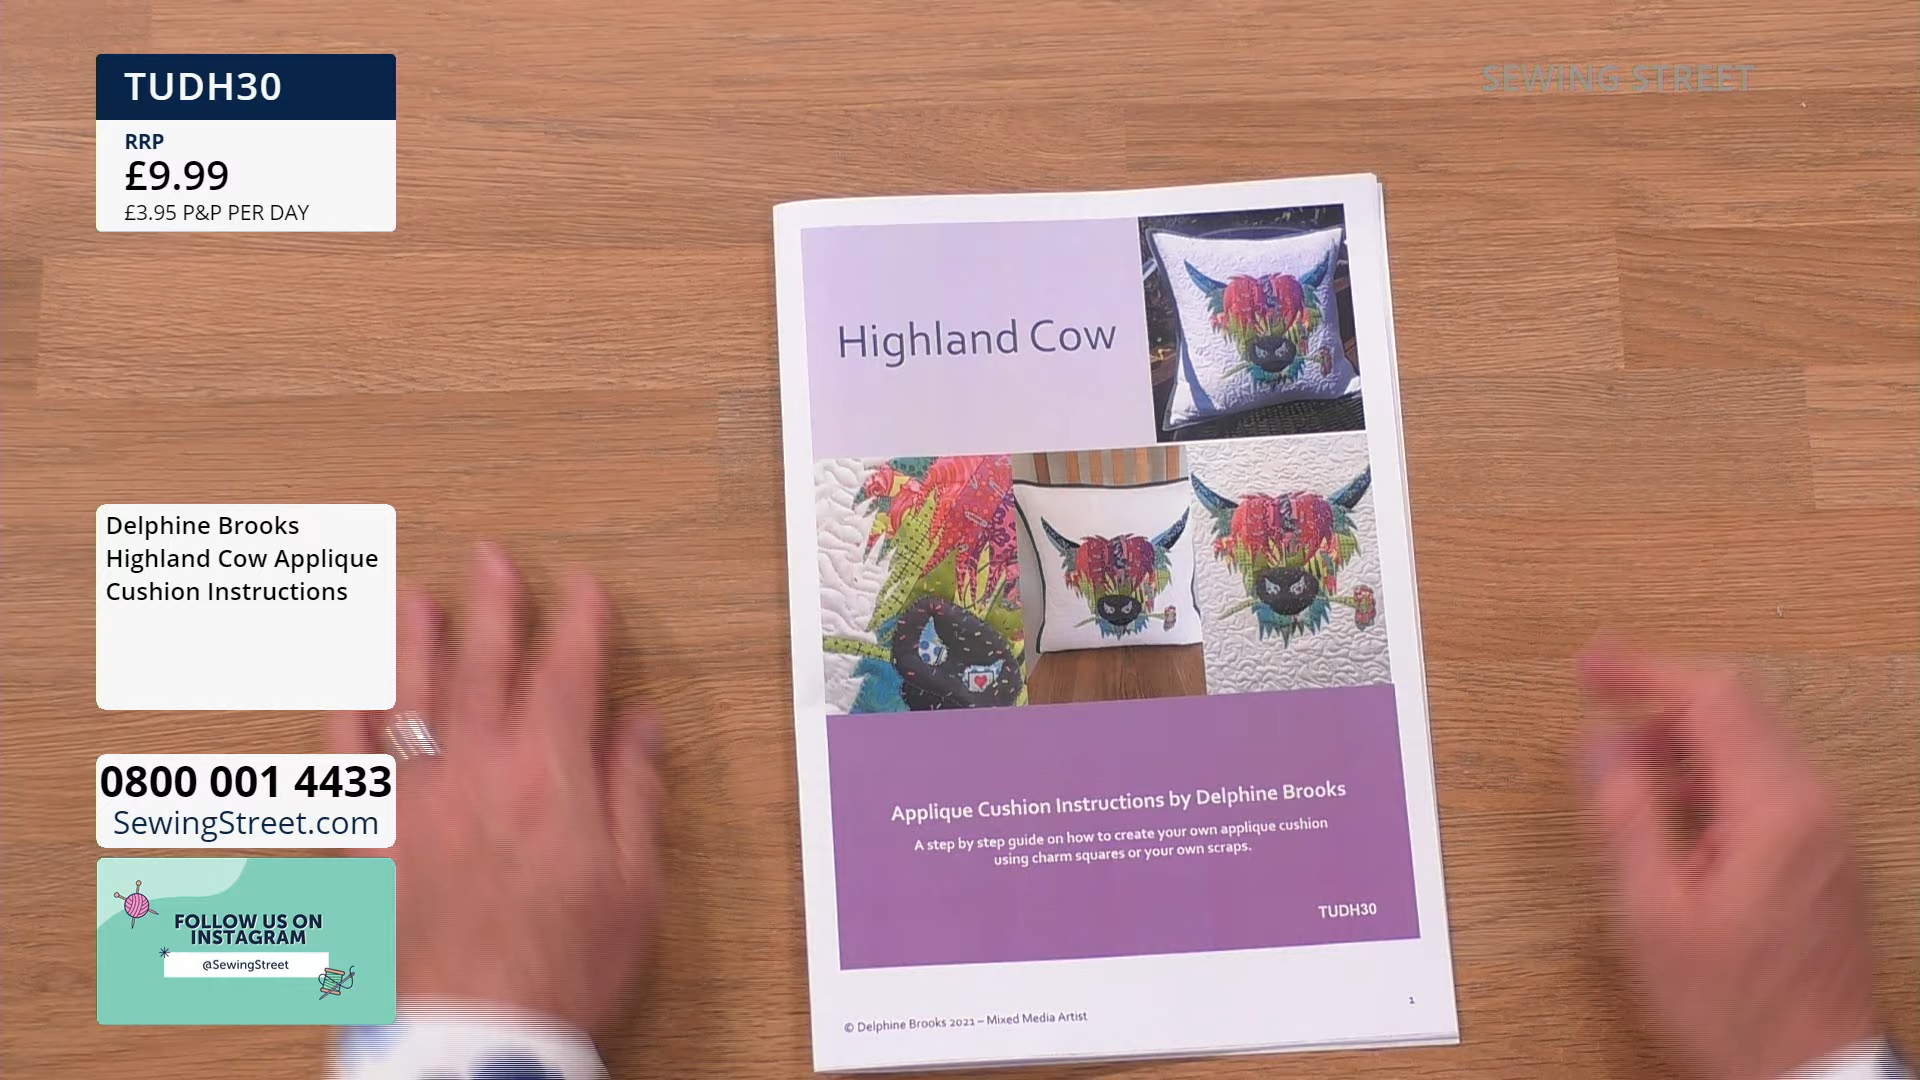 TUDH30
RRP
£9.99
£3.95 P&P PER DAY
SEWING STREET
Highland Cow
Delphine Brooks
Highland Cow Applique
Cushion Instructions
0800 001 4433
SewingStreet.com
FOLLOW US ON
INSTAGRAM
@SewingStreet
Applique Cushion Instructions by Delphine Brooks
A step by step guide on how to create your own applique cushion
using charm squares or your own scraps.
TUDH30
1
© Delphine Brooks 2021 – Mixed Media Artist